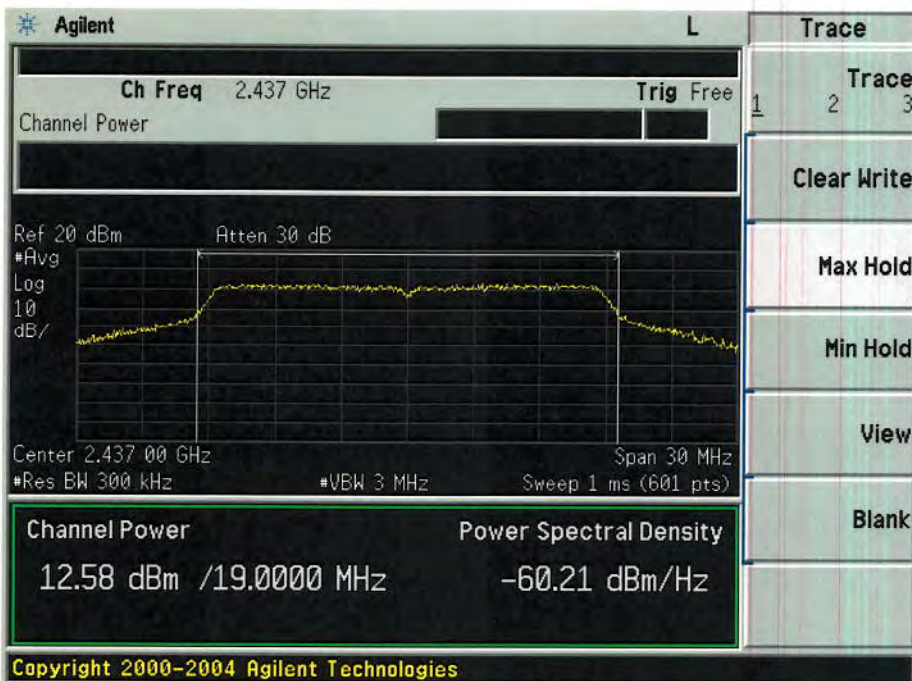 Agilent L Trace
Ch Freq 2.437 GHz Trig Free
Channel Power
Trace
1 2 3
Clear Write
Max Hold
Min Hold
View
Blank
Ref 20 dBm Atten 30 dB
#Avg
Log
10
dB/
Center 2.437 00 GHz Span 30 MHz
#Res BW 300 kHz #VBW 3 MHz Sweep 1 ms (601 pts)
Channel Power Power Spectral Density
12.58 dBm /19.0000 MHz -60.21 dBm/Hz
Copyright 2000-2004 Agilent Technologies